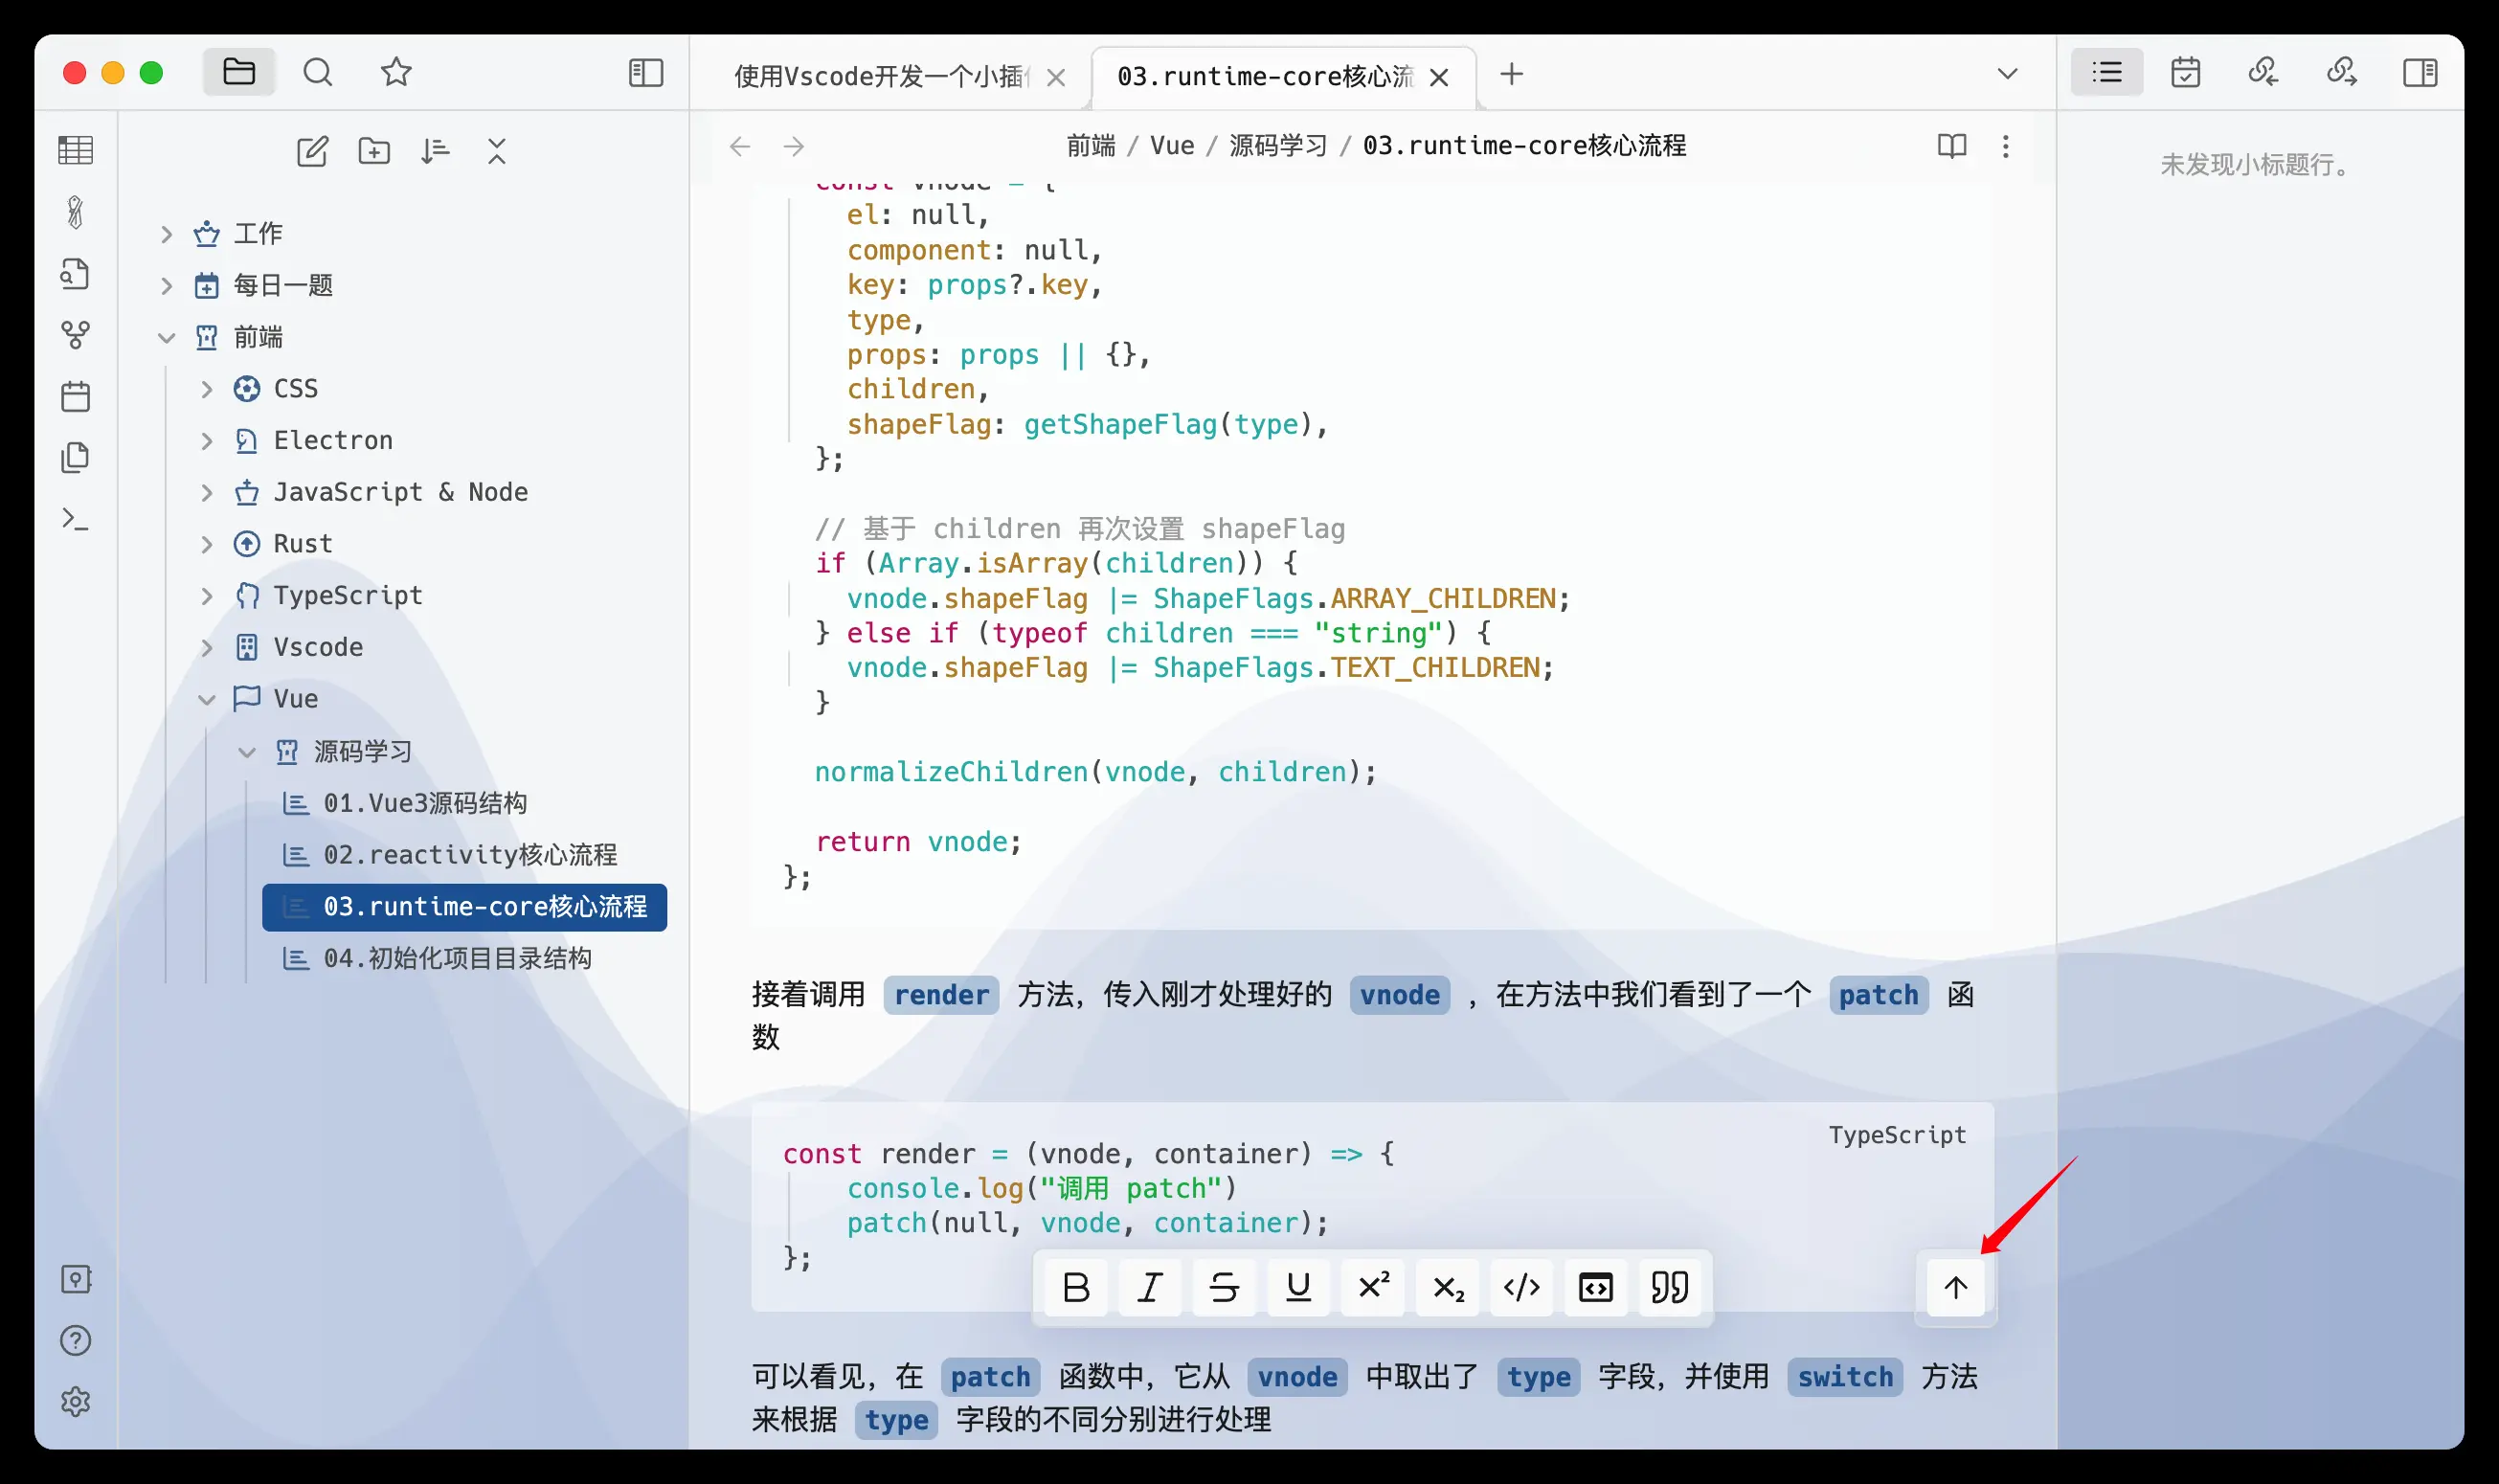 使用Vscode开发一个小插
03.runtime-core核心流
前端 / Vue / 源码学习 / 03.runtime-core核心流程
未发现小标题行。
工作
每日一题
前端
CSS
Electron
JavaScript & Node
Rust
TypeScript
Vscode
Vue
源码学习
01.Vue3源码结构
02.reactivity核心流程
03.runtime-core核心流程
04.初始化项目目录结构
const vnode = {
el: null,
component: null,
key: props?.key,
type,
props: props || {},
children,
shapeFlag: getShapeFlag(type),
};
// 基于 children 再次设置 shapeFlag
if (Array.isArray(children)) {
vnode.shapeFlag |= ShapeFlags.ARRAY_CHILDREN;
} else if (typeof children === "string") {
vnode.shapeFlag |= ShapeFlags.TEXT_CHILDREN;
}
normalizeChildren(vnode, children);
return vnode;
};
接着调用 render 方法，传入刚才处理好的 vnode ，在方法中我们看到了一个 patch 函
数
TypeScript
const render = (vnode, container) => {
console.log("调用 patch")
patch(null, vnode, container);
};
可以看见，在 patch 函数中，它从 vnode 中取出了 type 字段，并使用 switch 方法
来根据 type 字段的不同分别进行处理